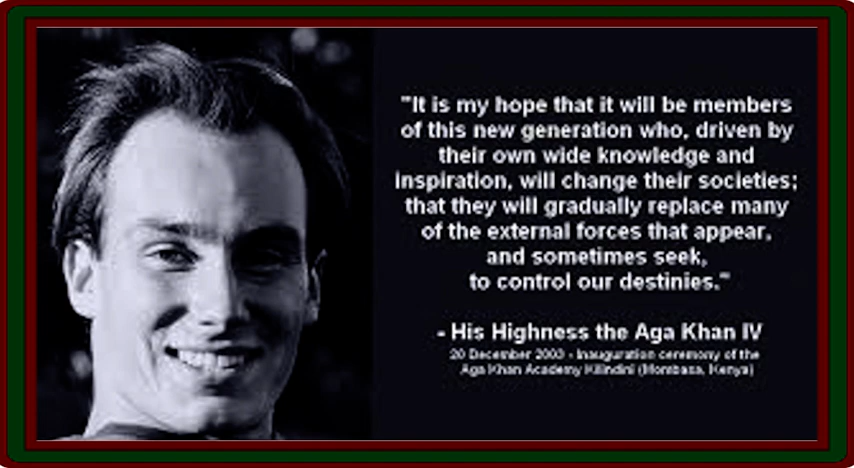 "It is my hope that it will be members
of this new generation who, driven by
their own wide knowledge and
inspiration, will change their societies;
that they will gradually replace many
of the external forces that appear,
and sometimes seek,
to control our destinies."
- His Highness the Aga Khan IV
20 December 2003 - Inauguration ceremony of the
Aga Khan Academy Kilindini (Mombasa, Kenya)